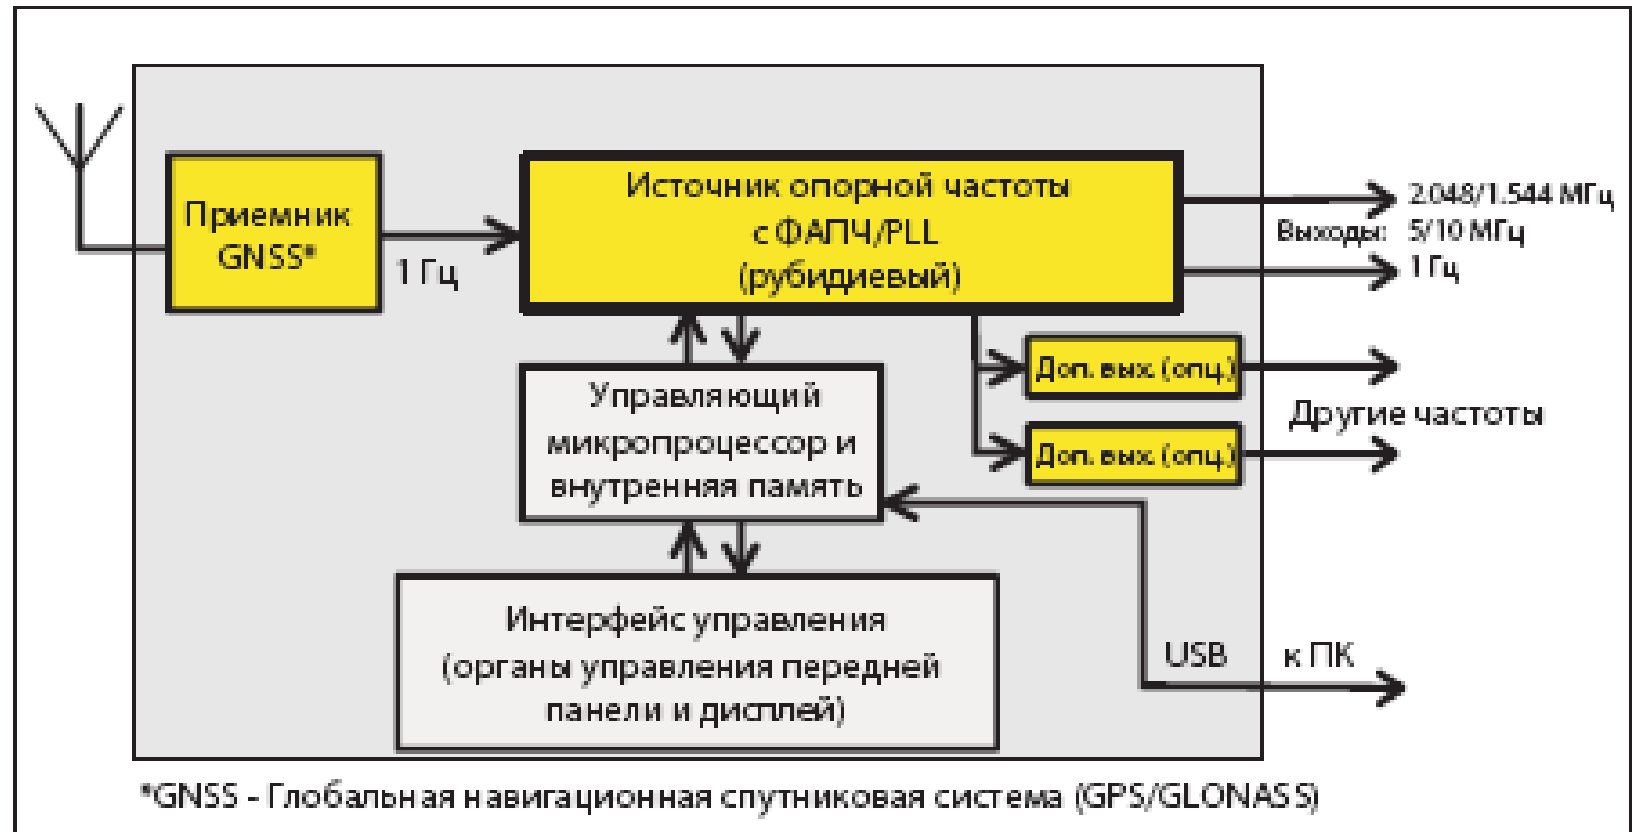 Приемник
GNSS*
1 Гц
Источник опорной частоты
с ФАПЧ/PLL
(рубидиевый)
2.048/1.544 МГц
Выходы: 5/10 МГц
1 Гц
Доп. вых. (опц.)
Другие частоты
Доп. вых. (опц.)
Управляющий
микропроцессор и
внутренняя память
Интерфейс управления
(органы управления передней
панели и дисплей)
USB к ПК
*GNSS - Глобальная навигационная спутниковая система (GPS/GLONASS)